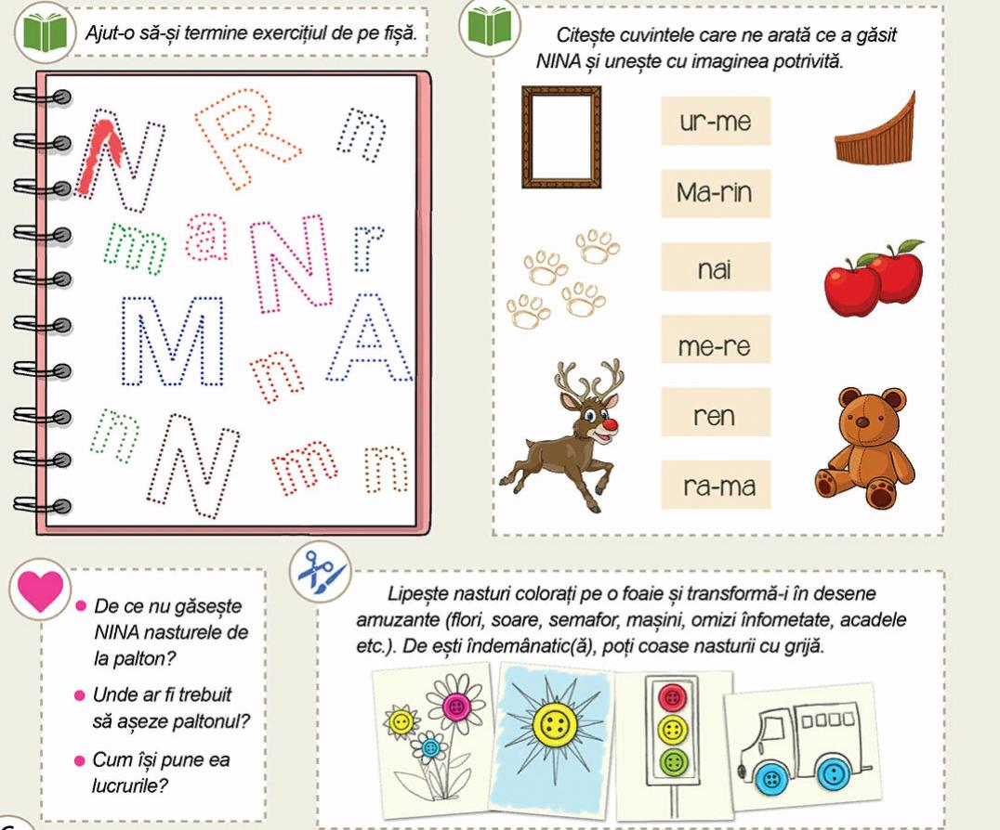 Ajut-o să-și termine exercițiul de pe fișă.
N R m
m a N r
M n A
n N m n
Citește cuvintele care ne arată ce a găsit
NINA și unește cu imaginea potrivită.
ur-me
Ma-rin
nai
me-re
ren
ra-ma
De ce nu găsește
NINA nasturele de
la palton?
Unde ar fi trebuit
să așeze paltonul?
Cum își pune ea
lucrurile?
Lipește nasturi colorați pe o foaie și transformă-i în desene
amuzante (flori, soare, semafor, mașini, omizi înfometate, acadele
etc.). De ești îndemânatic(ă), poți coase nasturii cu grijă.